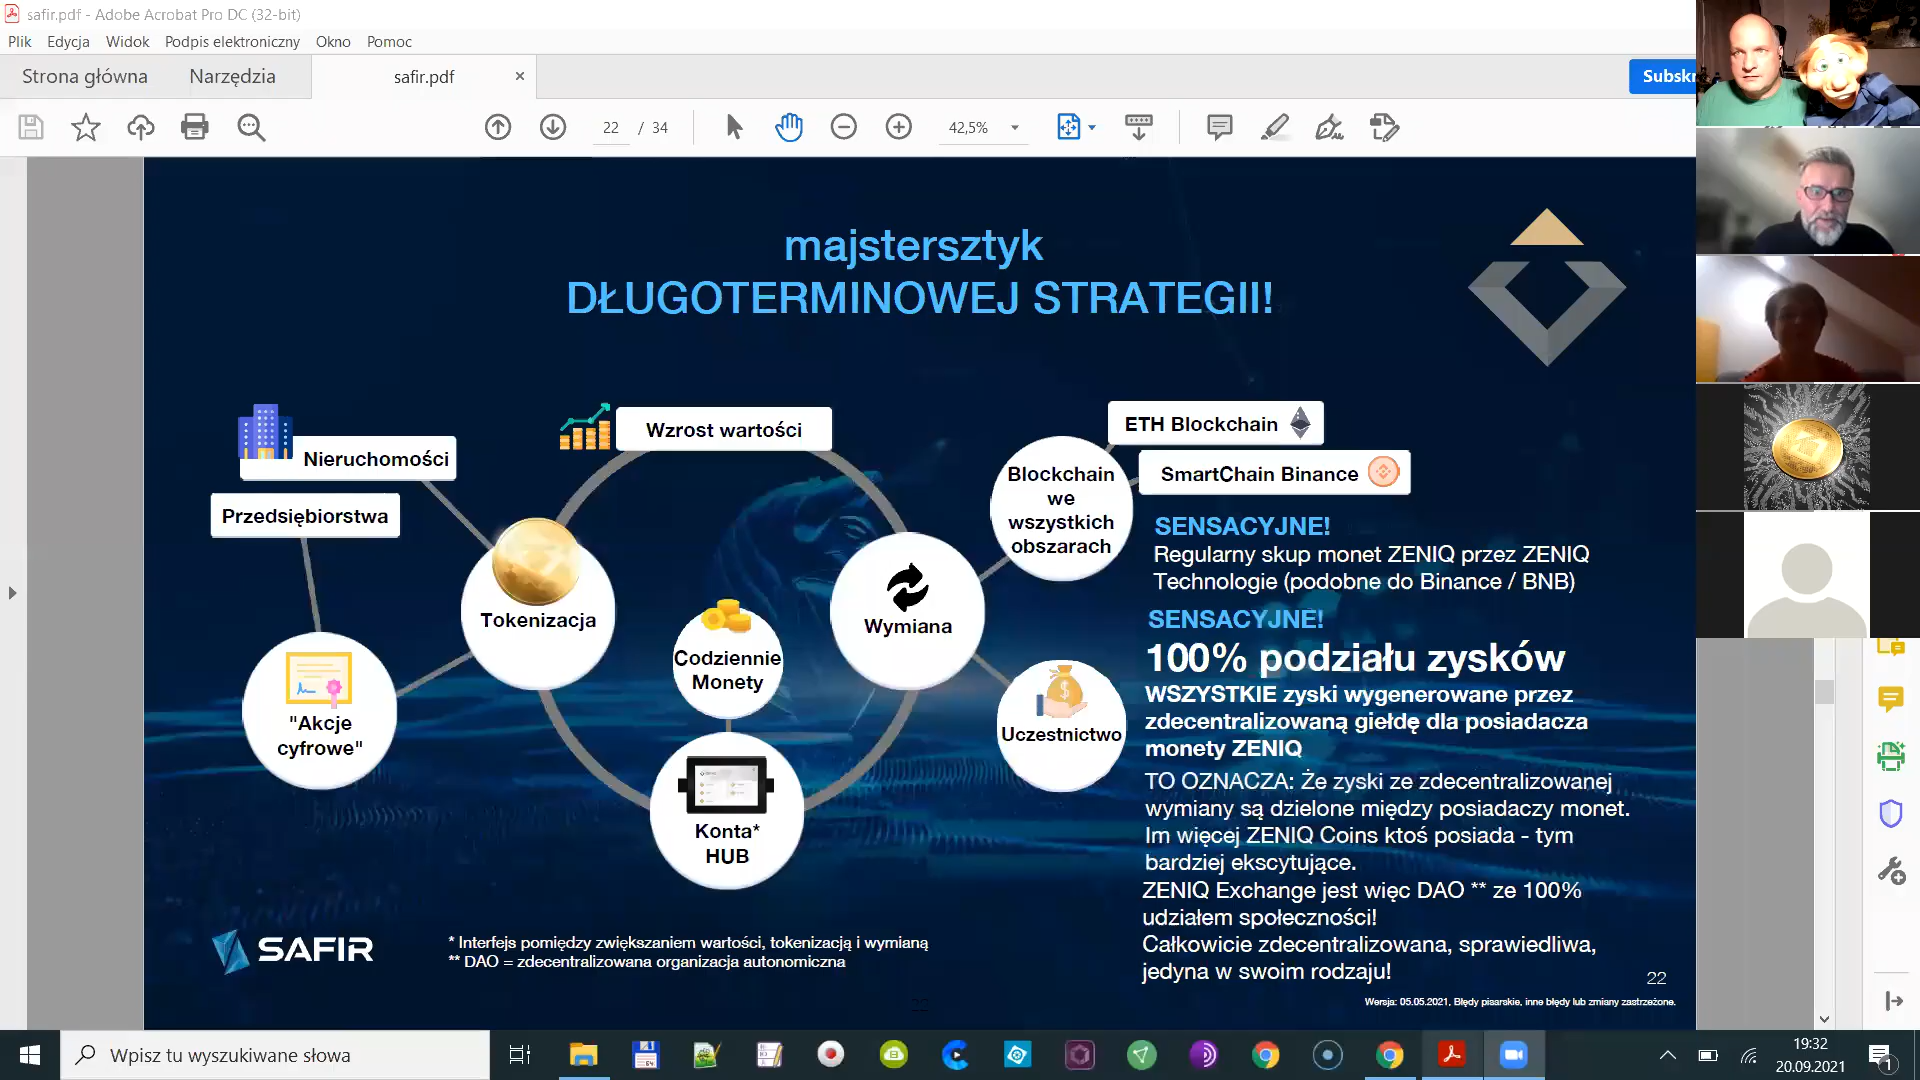 safir.pdf - Adobe Acrobat Pro DC (32-bit)
Plik Edycja Widok Podpis elektroniczny Okno Pomoc
Strona główna Narzędzia safir.pdf × Subskr
22 / 34 42,5%
majstersztyk
DŁUGOTERMINOWEJ STRATEGII!
Nieruchomości
Przedsiębiorstwa
"Akcje
cyfrowe"
Tokenizacja
Wzrost wartości
Codziennie
Monety
Konta*
HUB
Wymiana
Blockchain
we
wszystkich
obszarach
Uczestnictwo
ETH Blockchain
SmartChain Binance
SENSACYJNE!
Regularny skup monet ZENIQ przez ZENIQ
Technologie (podobne do Binance / BNB)
SENSACYJNE!
100% podziału zysków
WSZYSTKIE zyski wygenerowane przez
zdecentralizowaną giełdę dla posiadacza
monety ZENIQ
TO OZNACZA: Że zyski ze zdecentralizowanej
wymiany są dzielone między posiadaczy monet.
Im więcej ZENIQ Coins ktoś posiada - tym
bardziej ekscytujące.
ZENIQ Exchange jest więc DAO ** ze 100%
udziałem społeczności!
Całkowicie zdecentralizowana, sprawiedliwa,
jedyna w swoim rodzaju!
SAFIR
* Interfejs pomiędzy zwiększaniem wartości, tokenizacją i wymianą
** DAO = zdecentralizowana organizacja autonomiczna
22
Wersja: 05.05.2021, Błędy pisarskie, inne błędy lub zmiany zastrzeżone.
Wpisz tu wyszukiwane słowa
19:32
20.09.2021
1